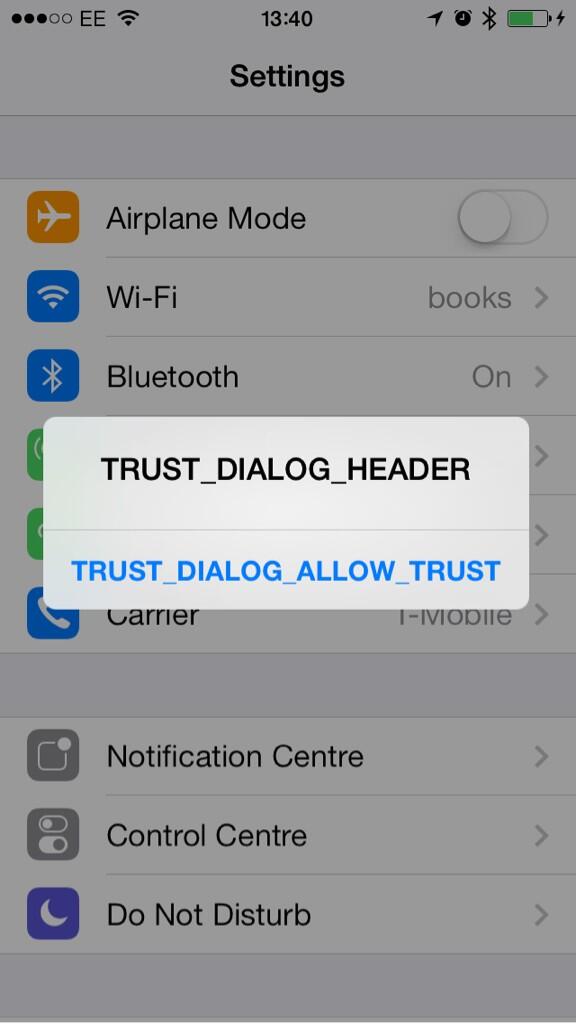 EE 13:40
Settings
Airplane Mode
Wi-Fi books
Bluetooth On
TRUST_DIALOG_HEADER
TRUST_DIALOG_ALLOW_TRUST
Carrier T-Mobile
Notification Centre
Control Centre
Do Not Disturb